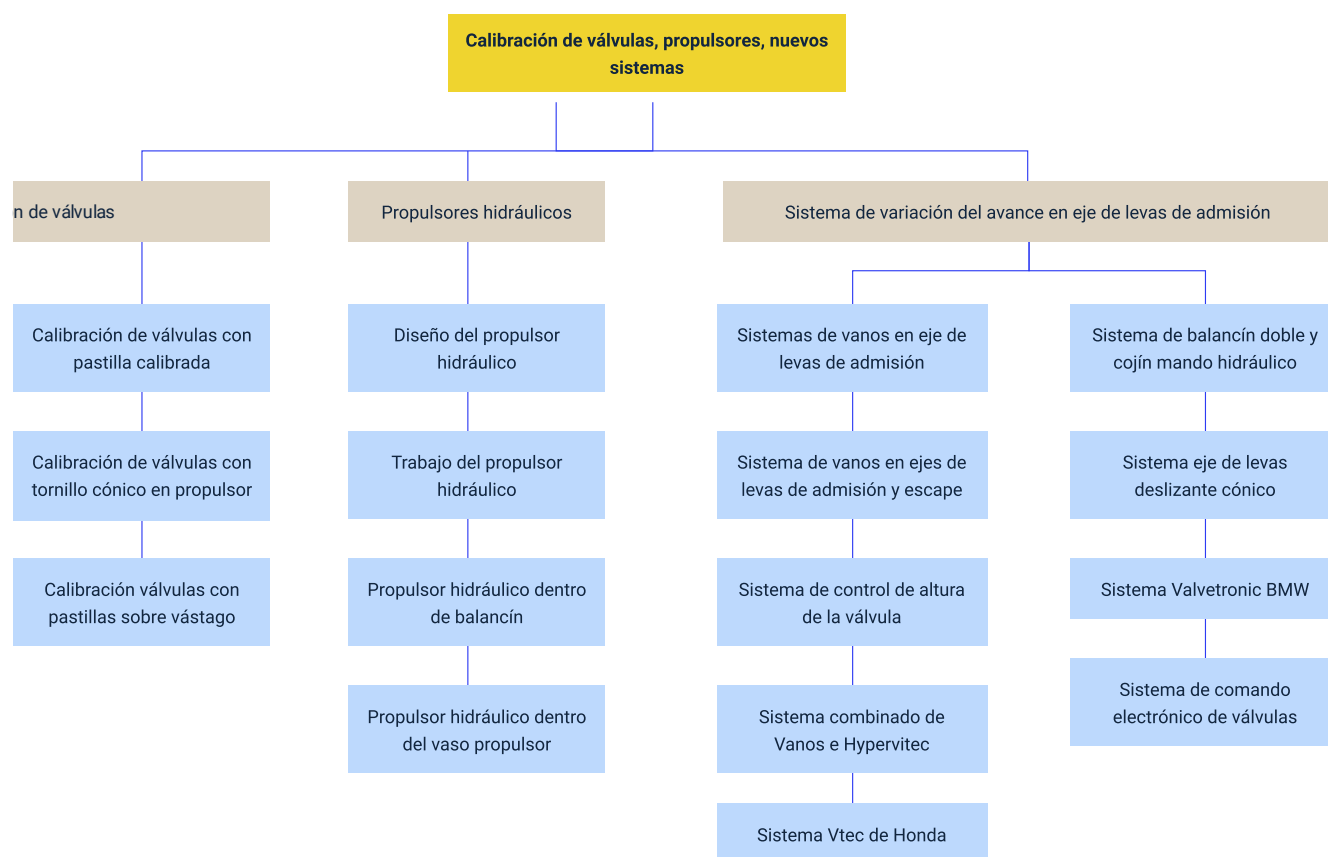 Calibración de válvulas, propulsores, nuevos
sistemas
de válvulas
Propulsores hidráulicos
Sistema de variación del avance en eje de levas de admisión
Calibración de válvulas con
pastilla calibrada
Calibración de válvulas con
tornillo cónico en propulsor
Calibración válvulas con
pastillas sobre vástago
Diseño del propulsor
hidráulico
Trabajo del propulsor
hidráulico
Propulsor hidráulico dentro
de balancín
Propulsor hidráulico dentro
del vaso propulsor
Sistemas de vanos en eje de
levas de admisión
Sistema de vanos en ejes de
levas de admisión y escape
Sistema de control de altura
de la válvula
Sistema combinado de
Vanos e Hypervitec
Sistema Vtec de Honda
Sistema de balancín doble y
cojín mando hidráulico
Sistema eje de levas
deslizante cónico
Sistema Valvetronic BMW
Sistema de comando
electrónico de válvulas